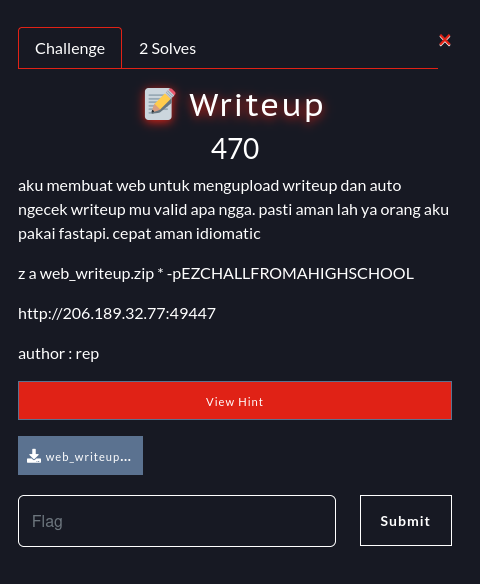 Challenge
2 Solves
Writeup
470
aku membuat web untuk mengupload writeup dan auto
ngecek writeup mu valid apa ngga. pasti aman lah ya orang aku
pakai fastapi. cepat aman idiomatic
z a web_writeup.zip * -pEZCHALLFROMAHIGHSCHOOL
http://206.189.32.77:49447
author : rep
View Hint
web_writeup...
Flag
Submit